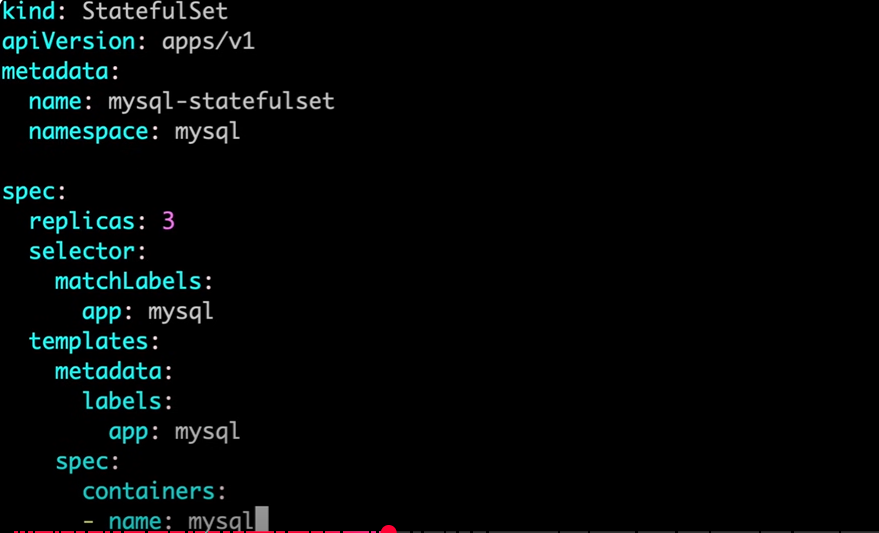 kind: StatefulSet
apiVersion: apps/v1
metadata:
  name: mysql-statefulset
  namespace: mysql
spec:
  replicas: 3
  selector:
    matchLabels:
      app: mysql
  templates:
    metadata:
      labels:
        app: mysql
    spec:
      containers:
      - name: mysql